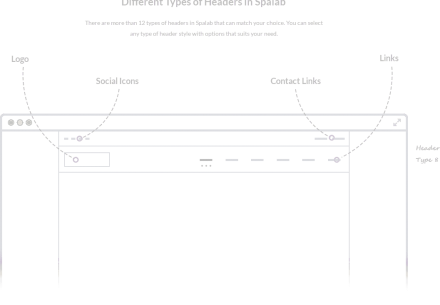 Different Types of Headers in Spalab
There are more than 12 types of headers in Spalab that can match your choice. You can select
any type of header style with options that suits your need.
Logo
Links
Social Icons
Contact Links
Header
Type 8